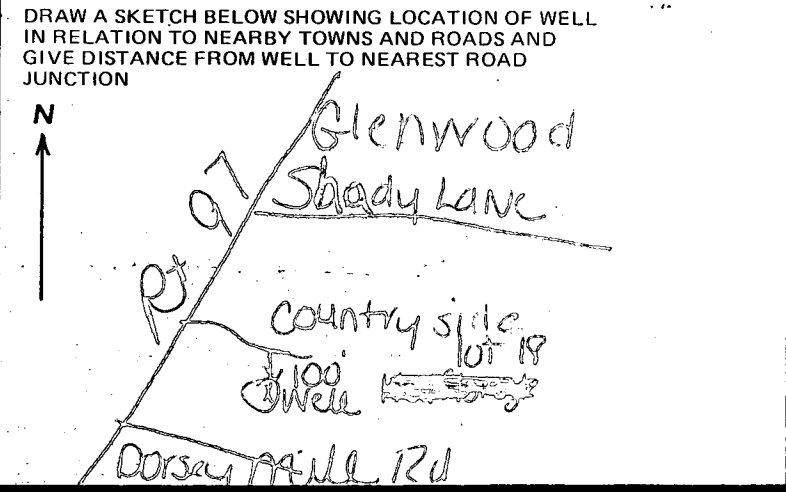 DRAW A SKETCH BELOW SHOWING LOCATION OF WELL
IN RELATION TO NEARBY TOWNS AND ROADS AND
GIVE DISTANCE FROM WELL TO NEAREST ROAD
JUNCTION
N
Glenwood
Shady Lane
Rt 97
Country side
lot 18
100'
Well
Dorsey Mill Rd